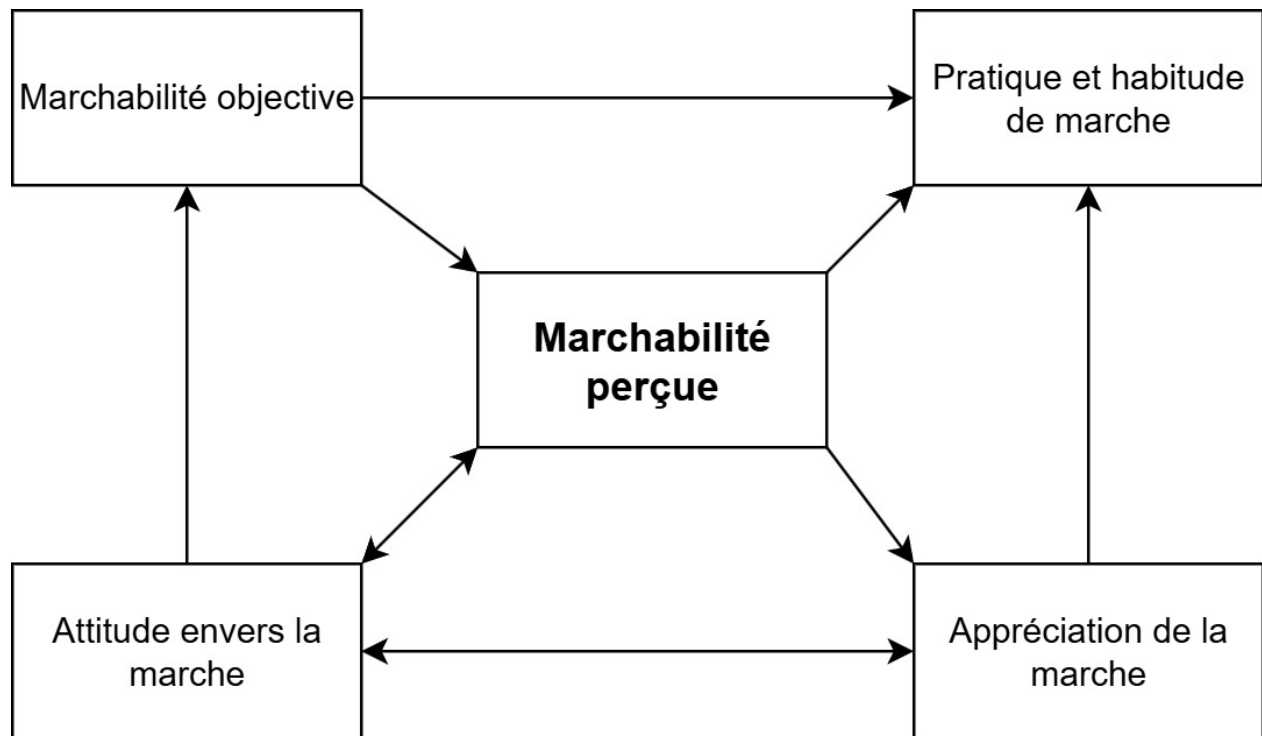 Marchabilité objective
Pratique et habitude
de marche
Marchabilité
perçue
Attitude envers la
marche
Appréciation de la
marche